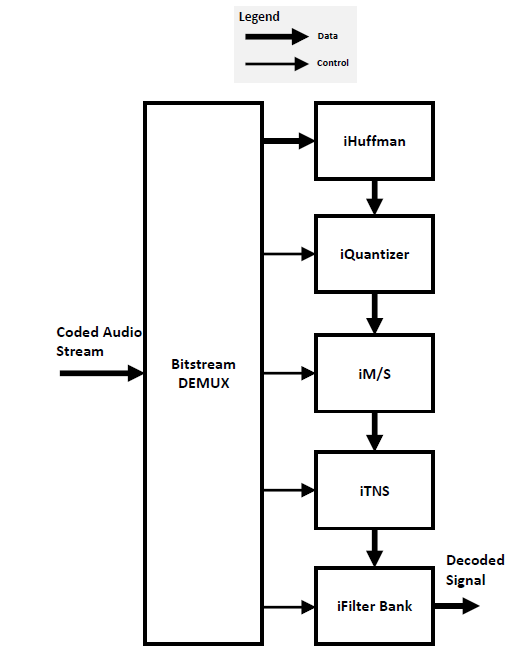 Legend
Data
Control
iHuffman
iQuantizer
Coded Audio
Stream
Bitstream
DEMUX
iM/S
iTNS
Decoded
Signal
iFilter Bank